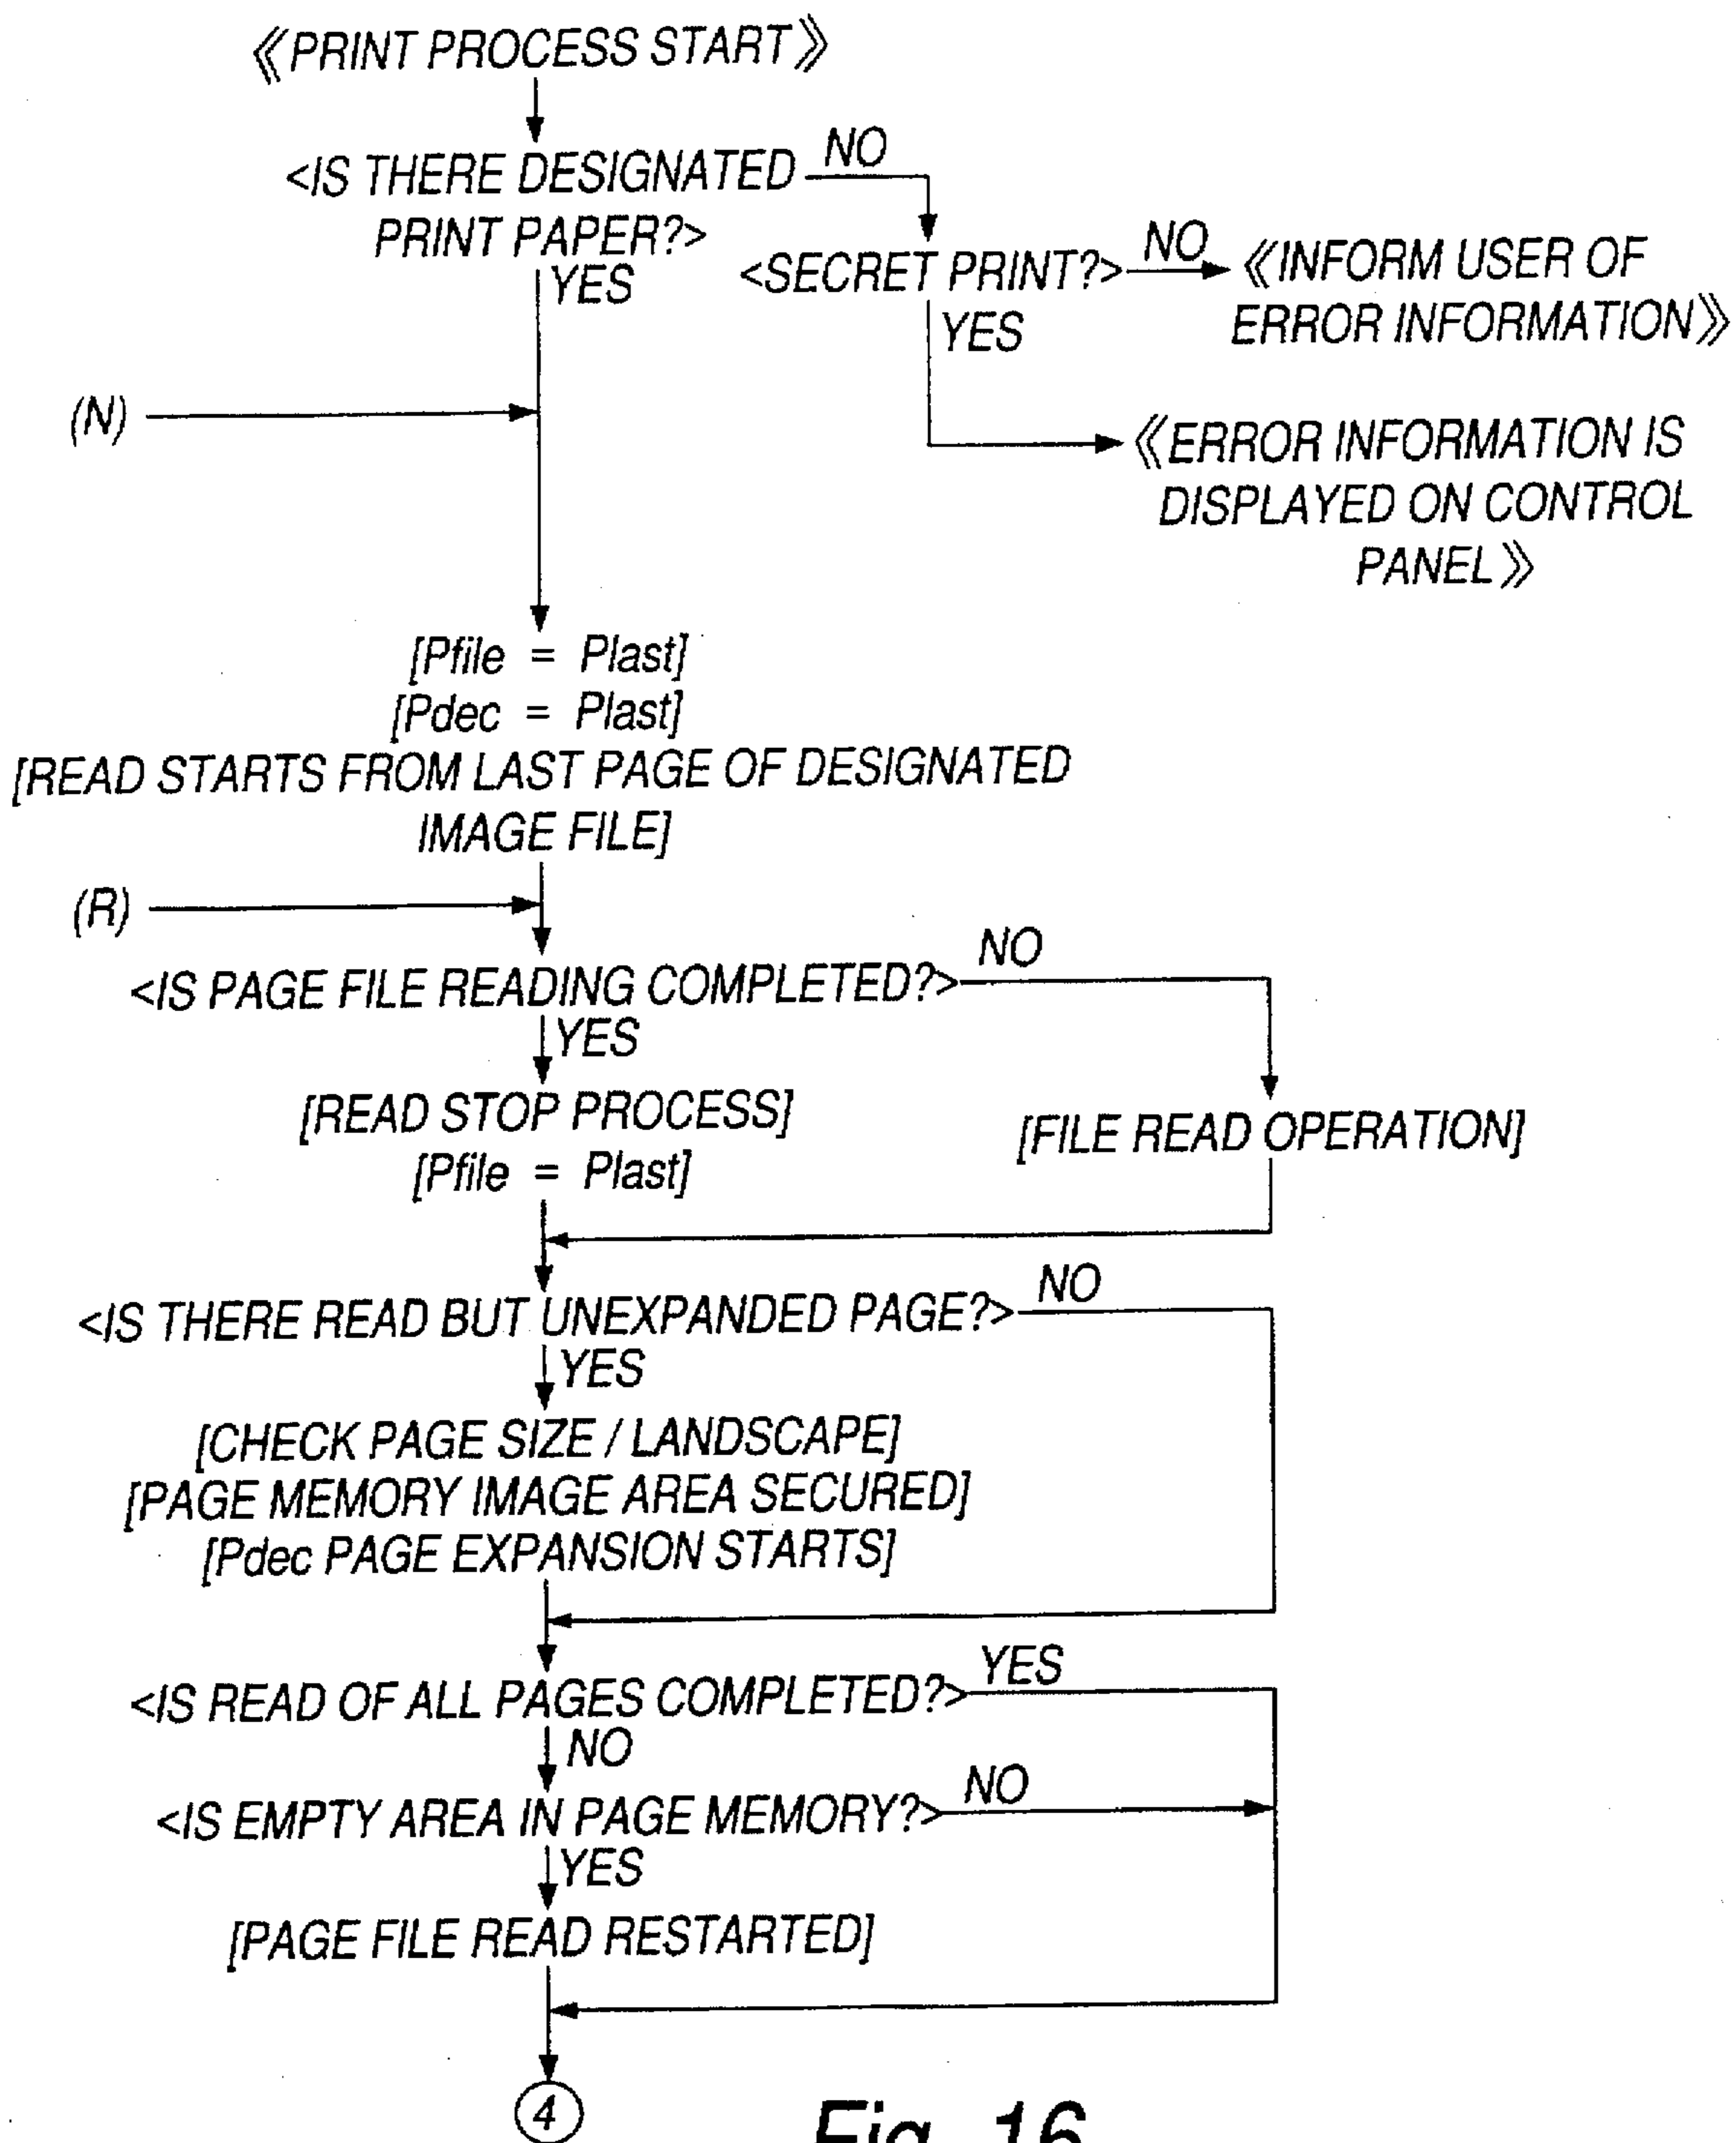 《PRINT PROCESS START》
<IS THERE DESIGNATED
PRINT PAPER?>
NO
YES
<SECRET PRINT?>
NO
《INFORM USER OF
ERROR INFORMATION》
YES
(N)
《ERROR INFORMATION IS
DISPLAYED ON CONTROL
PANEL》
[Pfile = Plast]
[Pdec = Plast]
[READ STARTS FROM LAST PAGE OF DESIGNATED
IMAGE FILE]
(R)
<IS PAGE FILE READING COMPLETED?>
NO
YES
[READ STOP PROCESS]
[Pfile = Plast]
[FILE READ OPERATION]
<IS THERE READ BUT UNEXPANDED PAGE?>
NO
YES
[CHECK PAGE SIZE / LANDSCAPE]
[PAGE MEMORY IMAGE AREA SECURED]
[Pdec PAGE EXPANSION STARTS]
<IS READ OF ALL PAGES COMPLETED?>
YES
NO
<IS EMPTY AREA IN PAGE MEMORY?>
NO
YES
[PAGE FILE READ RESTARTED]
4
Fig. 16